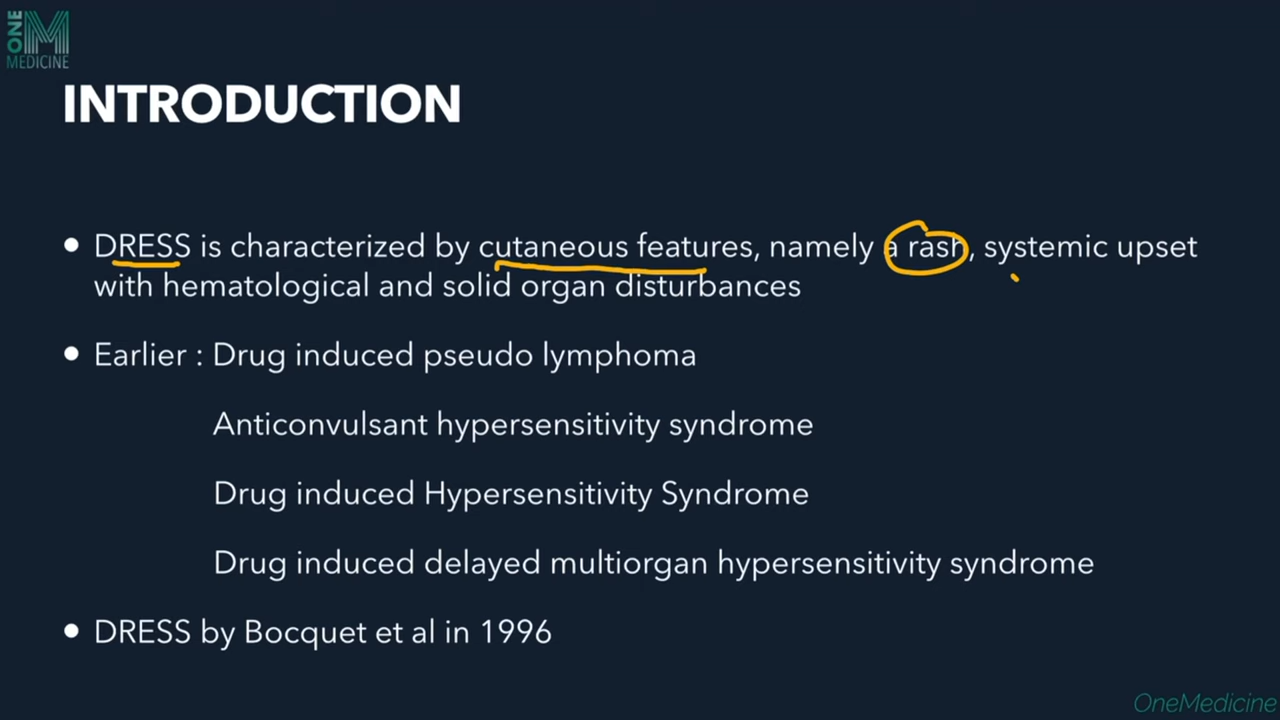 ONE
M
MEDICINE
INTRODUCTION
• DRESS is characterized by cutaneous features, namely a rash, systemic upset
with hematological and solid organ disturbances
• Earlier : Drug induced pseudo lymphoma
Anticonvulsant hypersensitivity syndrome
Drug induced Hypersensitivity Syndrome
Drug induced delayed multiorgan hypersensitivity syndrome
• DRESS by Bocquet et al in 1996
OneMedicine